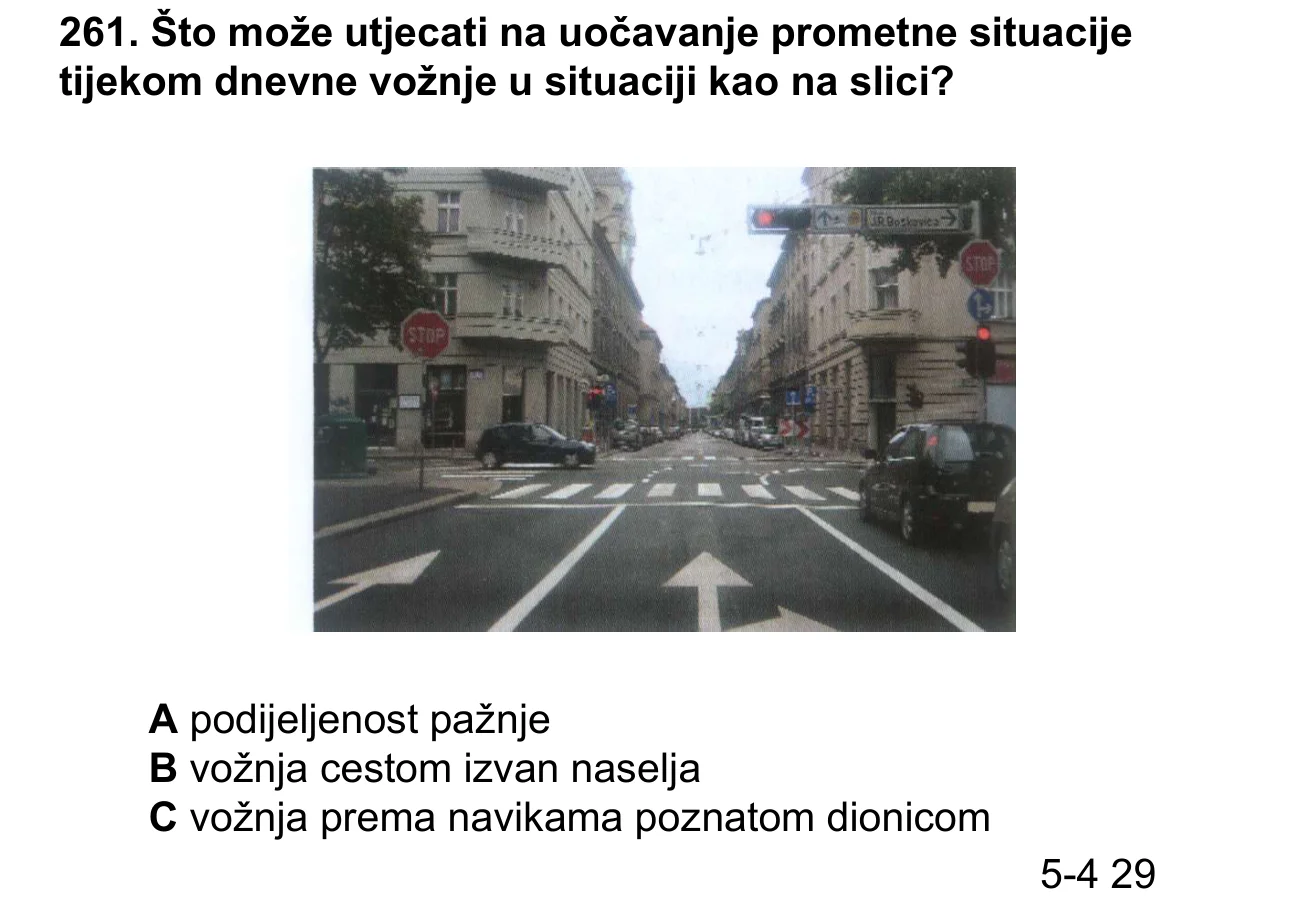 261. Što može utjecati na uočavanje prometne situacije
tijekom dnevne vožnje u situaciji kao na slici?
J.R.Boškovića
STOP
STOP
A podijeljenost pažnje
B vožnja cestom izvan naselja
C vožnja prema navikama poznatom dionicom
5-4 29